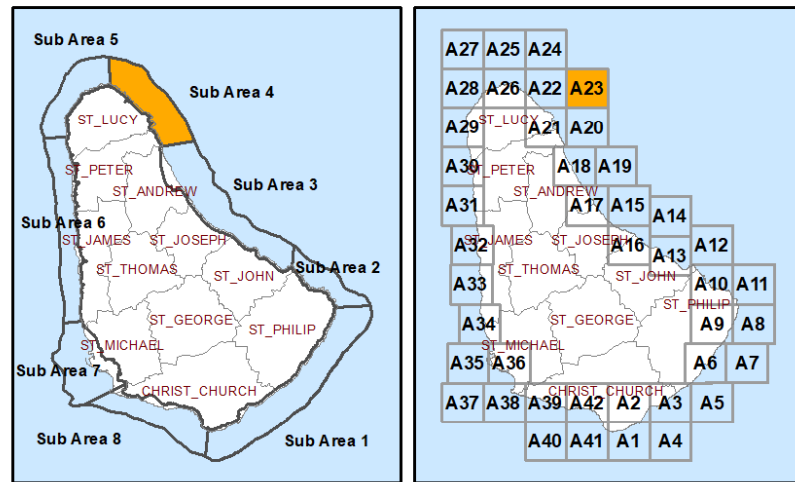 Sub Area 5
Sub Area 4
ST_LUCY
ST_PETER
ST_ANDREW
Sub Area 3
Sub Area 6
ST_JAMES
ST_JOSEPH
ST_THOMAS
ST_JOHN
Sub Area 2
ST_GEORGE
ST_PHILIP
ST_MICHAEL
Sub Area 7
CHRIST_CHURCH
Sub Area 8
Sub Area 1
A27 A25 A24
A28 A26 A22 A23
ST_LUCY
A29 A21 A20
A30 ST_PETER A18 A19
ST_ANDREW
A31 A17 A15
A14
A32 ST_JAMES ST_JOSEPH A16 A12
A13
ST_THOMAS ST_JOHN
A33 A10 A11
ST_PHILIP
A34 ST_GEORGE A9 A8
ST_MICHAEL
A35 A36 A6 A7
CHRIST_CHURCH
A37 A38 A39 A42 A2 A3 A5
A40 A41 A1 A4